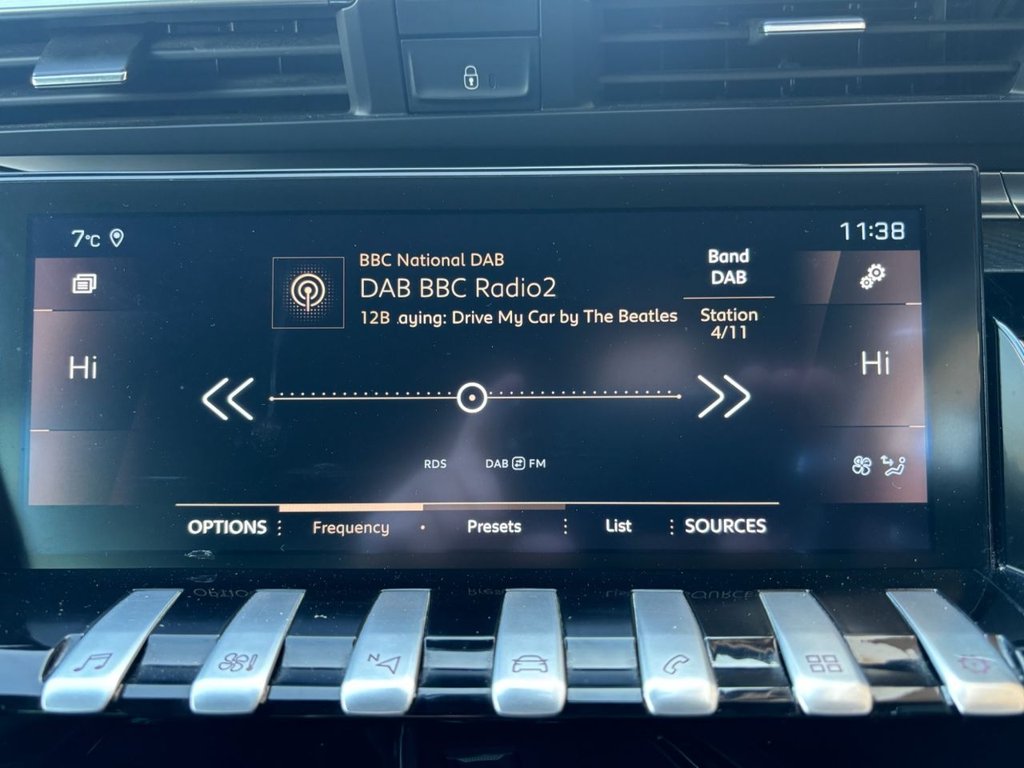 7°C
11:38
BBC National DAB
DAB BBC Radio2
12B .aying: Drive My Car by The Beatles
Band
DAB
Station
4/11
Hi
Hi
RDS
DAB FM
OPTIONS
Frequency
Presets
List
SOURCES
N